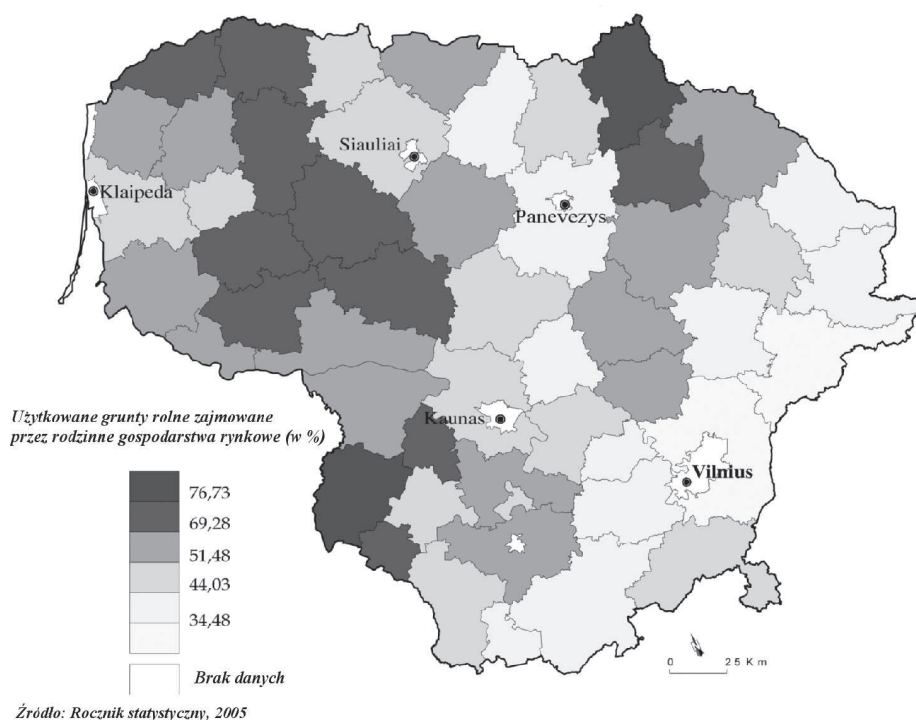 Siauliai
Klaipeda
Panevezys
Kaunas
Vilnius
Użytkowane grunty rolne zajmowane
przez rodzinne gospodarstwa rynkowe (w %)
76,73
69,28
51,48
44,03
34,48
Brak danych
0 25 Km
Źródło: Rocznik statystyczny, 2005